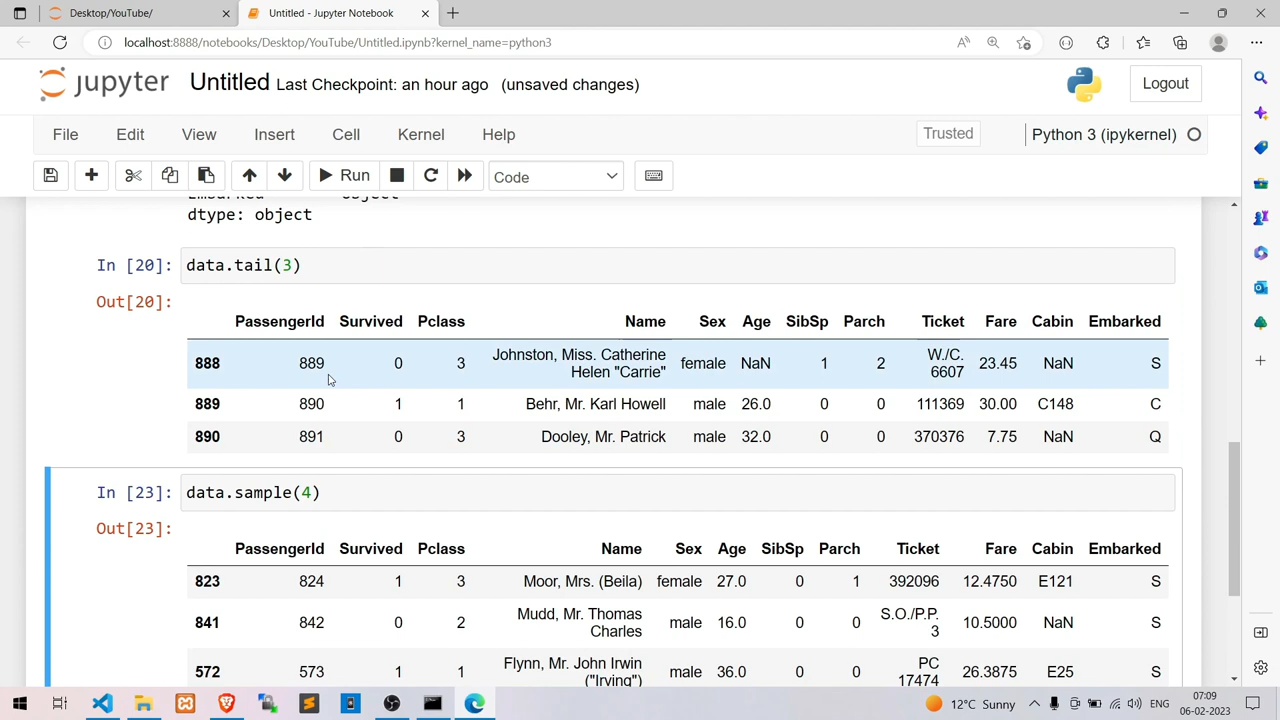 Desktop/YouTube/
Untitled - Jupyter Notebook
localhost:8888/notebooks/Desktop/YouTube/Untitled.ipynb?kernel_name=python3
jupyter Untitled Last Checkpoint: an hour ago (unsaved changes)
Logout
File Edit View Insert Cell Kernel Help
Trusted
Python 3 (ipykernel)
Run
Code
Embarked object
dtype: object
In [20]: data.tail(3)
Out[20]:
PassengerId Survived Pclass Name Sex Age SibSp Parch Ticket Fare Cabin Embarked
888 889 0 3 Johnston, Miss. Catherine Helen "Carrie" female NaN 1 2 W./C. 6607 23.45 NaN S
889 890 1 1 Behr, Mr. Karl Howell male 26.0 0 0 111369 30.00 C148 C
890 891 0 3 Dooley, Mr. Patrick male 32.0 0 0 370376 7.75 NaN Q
In [23]: data.sample(4)
Out[23]:
PassengerId Survived Pclass Name Sex Age SibSp Parch Ticket Fare Cabin Embarked
823 824 1 3 Moor, Mrs. (Beila) female 27.0 0 1 392096 12.4750 E121 S
841 842 0 2 Mudd, Mr. Thomas Charles male 16.0 0 0 S.O./P.P. 3 10.5000 NaN S
572 573 1 1 Flynn, Mr. John Irwin ("Irving") male 36.0 0 0 PC 17474 26.3875 E25 S
12°C Sunny
ENG
07:09
06-02-2023